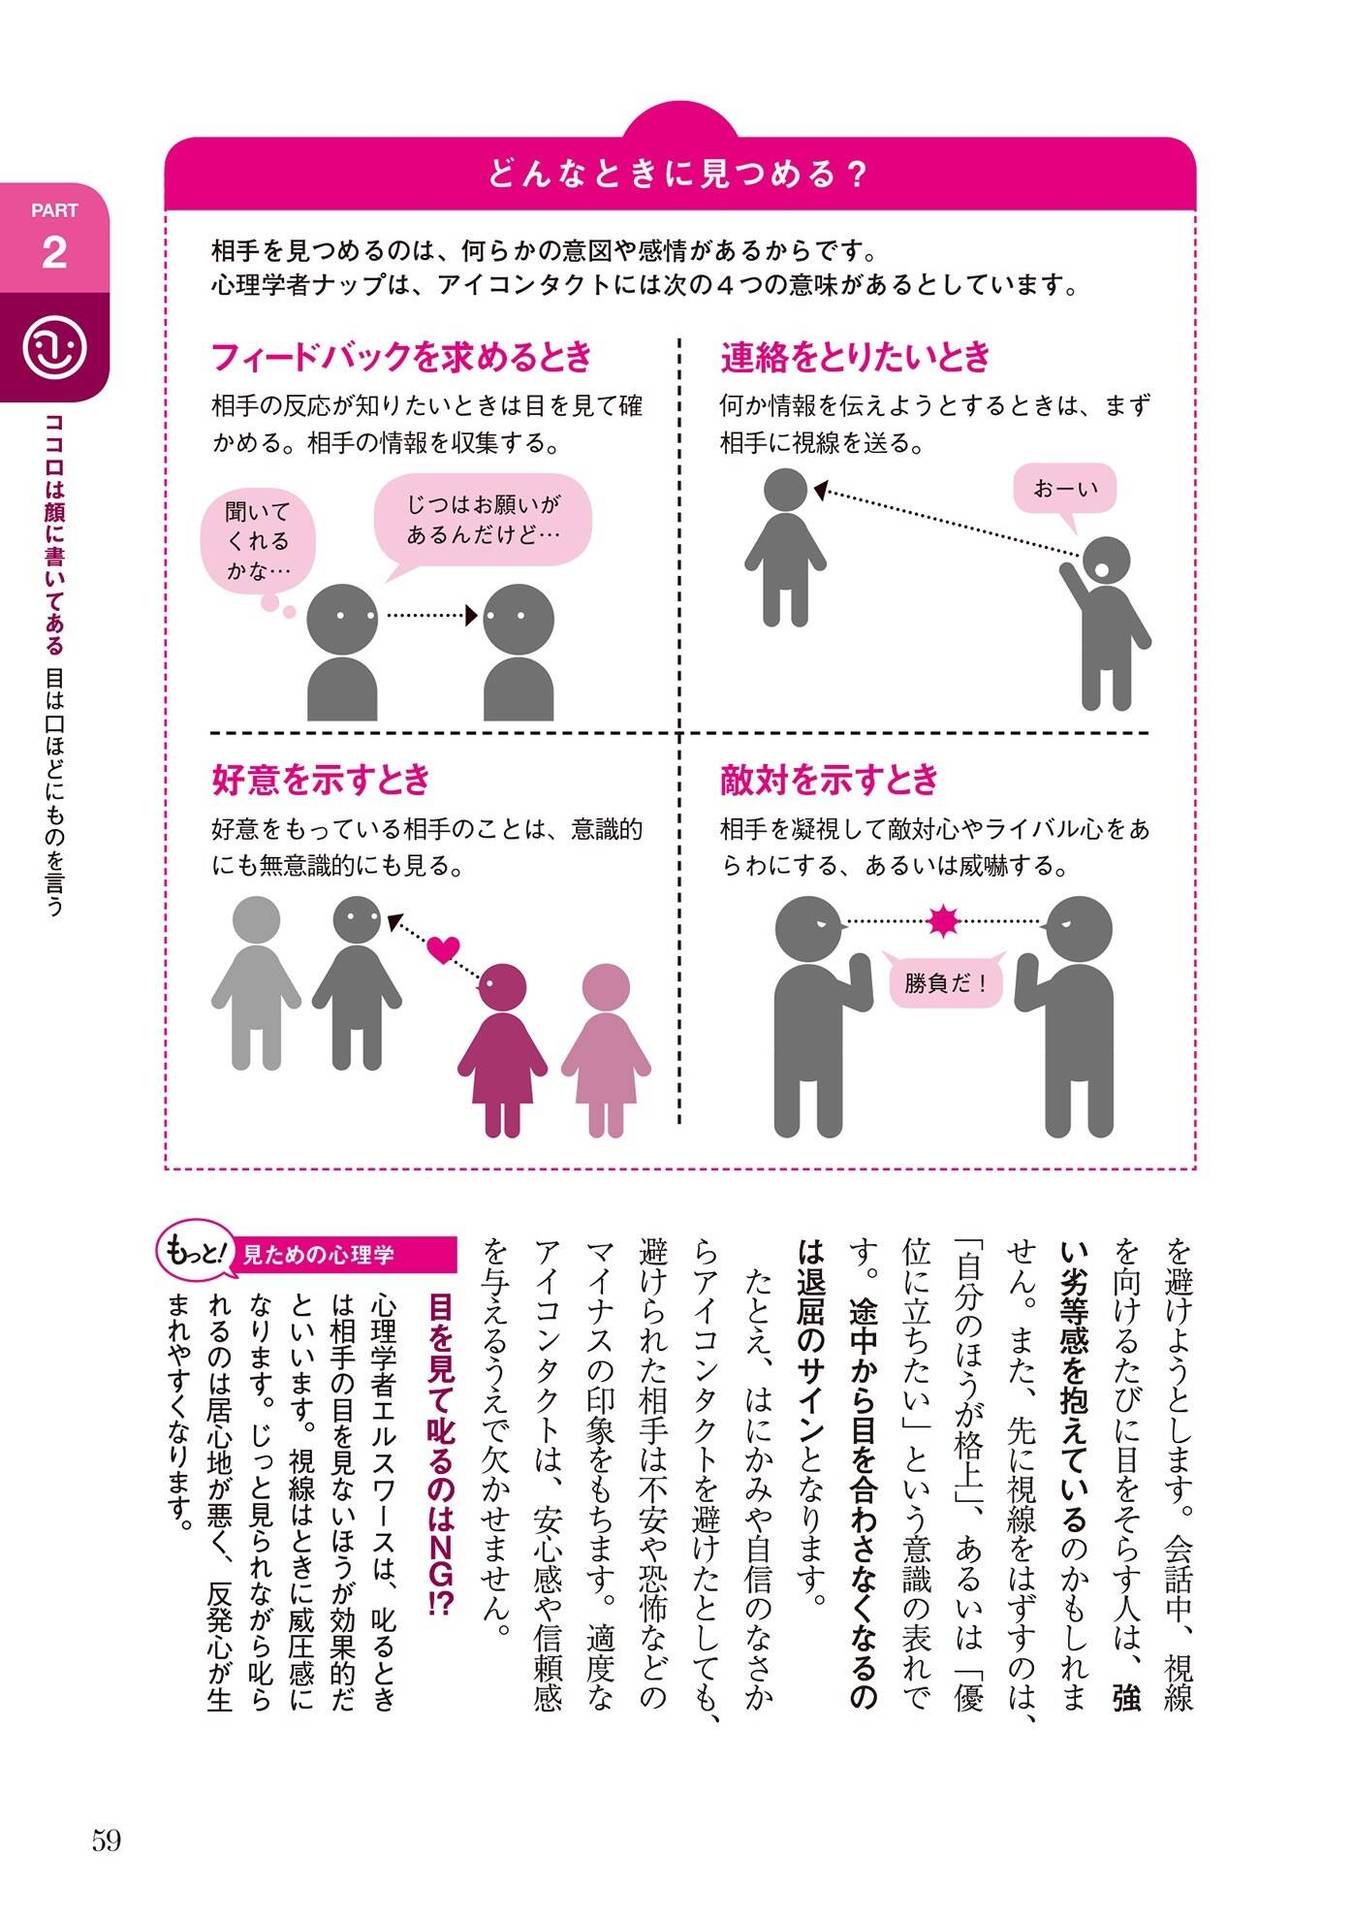 どんなときに見つめる？
相手を見つめるのは、何らかの意図や感情があるからです。
心理学者ナップは、アイコンタクトには次の４つの意味があるとしています。
フィードバックを求めるとき
相手の反応が知りたいときは目を見て確
かめる。相手の情報を収集する。
聞いて
くれる
かな…
じつはお願いが
あるんだけど…
連絡をとりたいとき
何か情報を伝えようとするときは、まず
相手に視線を送る。
おーい
好意を示すとき
好意をもっている相手のことは、意識的
にも無意識的にも見る。
敵対を示すとき
相手を凝視して敵対心やライバル心をあ
らわにする、あるいは威嚇する。
勝負だ！
PART
2
ココロは顔に書いてある 目は口ほどにものを言う
を避けようとします。会話中、視線
を向けるたびに目をそらす人は、強
い劣等感を抱えているのかもしれま
せん。また、先に視線をはずすのは、
「自分のほうが格上」、あるいは「優
位に立ちたい」という意識の表れで
す。途中から目を合わさなくなるの
は退屈のサインとなります。
たとえ、はにかみや自信のなさか
らアイコンタクトを避けたとしても、
避けられた相手は不安や恐怖などの
マイナスの印象をもちます。適度な
アイコンタクトは、安心感や信頼感
を与えるうえで欠かせません。
もっと！ 見ための心理学
目を見て叱るのはNG!?
心理学者エルスワースは、叱るとき
は相手の目を見ないほうが効果的だ
といいます。視線はときに威圧感に
なります。じっと見られながら叱ら
れるのは居心地が悪く、反発心が生
まれやすくなります。
59